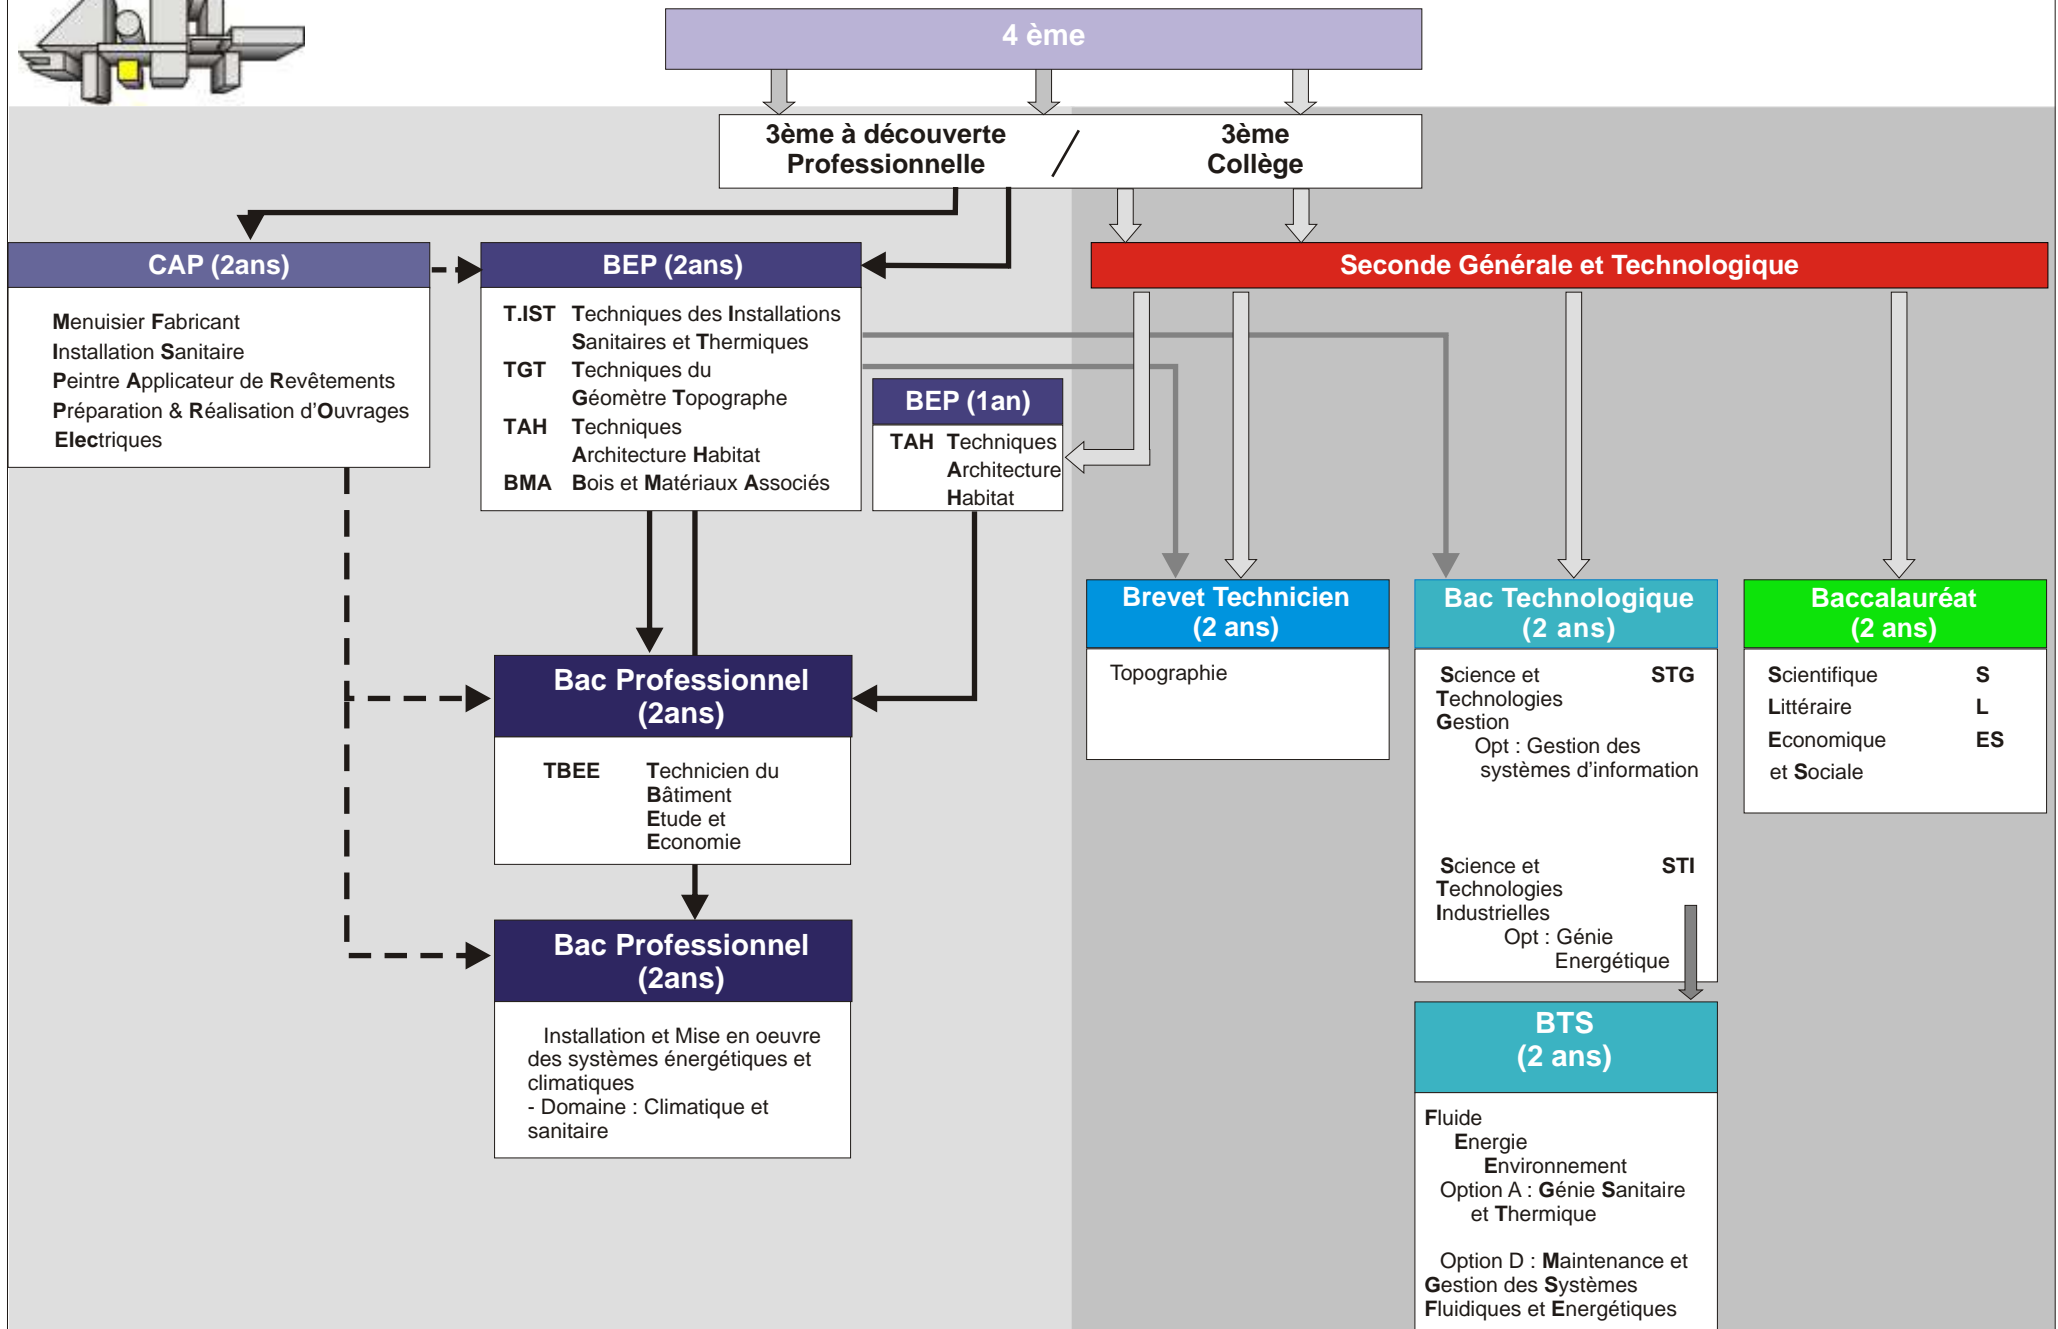 4 ème
3ème à découverte
Professionnelle
/
3ème
Collège
CAP (2ans)
Menuisier Fabricant
Installation Sanitaire
Peintre Applicateur de Revêtements
Préparation & Réalisation d'Ouvrages
Electriques
BEP (2ans)
T.IST Techniques des Installations
Sanitaires et Thermiques
TGT Techniques du
Géomètre Topographe
TAH Techniques
Architecture Habitat
BMA Bois et Matériaux Associés
BEP (1an)
TAH Techniques
Architecture
Habitat
Seconde Générale et Technologique
Bac Professionnel
(2ans)
TBEE Technicien du
Bâtiment
Etude et
Economie
Bac Professionnel
(2ans)
Installation et Mise en oeuvre
des systèmes énergétiques et
climatiques
- Domaine : Climatique et
sanitaire
Brevet Technicien
(2 ans)
Topographie
Bac Technologique
(2 ans)
Science et STG
Technologies
Gestion
Opt : Gestion des
systèmes d'information
Science et STI
Technologies
Industrielles
Opt : Génie
Energétique
BTS
(2 ans)
Fluide
Energie
Environnement
Option A : Génie Sanitaire
et Thermique
Option D : Maintenance et
Gestion des Systèmes
Fluidiques et Energétiques
Baccalauréat
(2 ans)
Scientifique S
Littéraire L
Economique ES
et Sociale